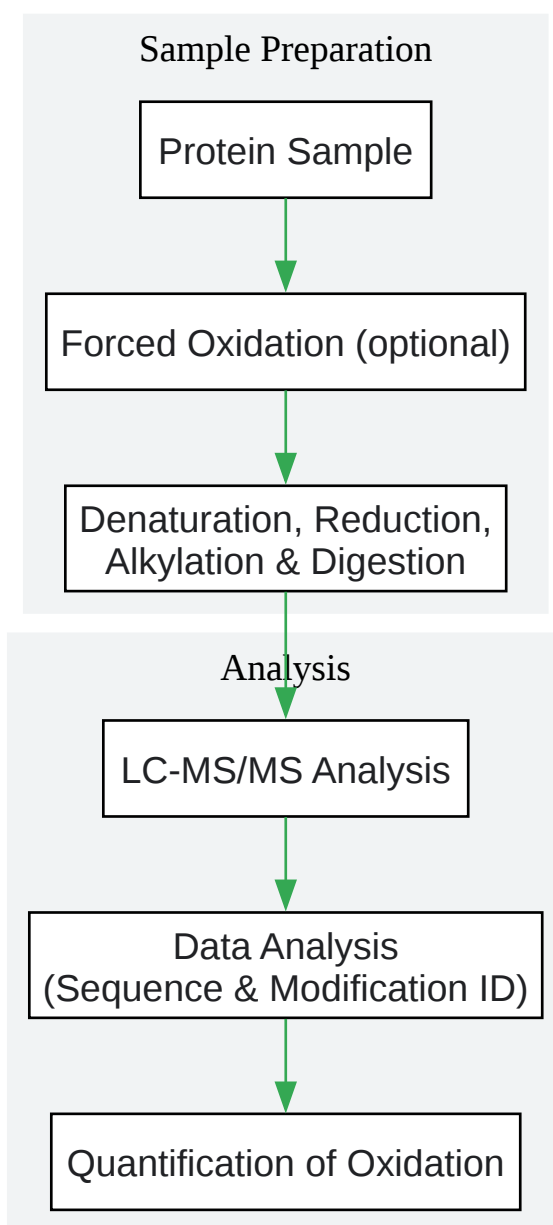 Sample Preparation
Protein Sample
Forced Oxidation (optional)
Denaturation, Reduction,
Alkylation & Digestion
Analysis
LC-MS/MS Analysis
Data Analysis
(Sequence & Modification ID)
Quantification of Oxidation